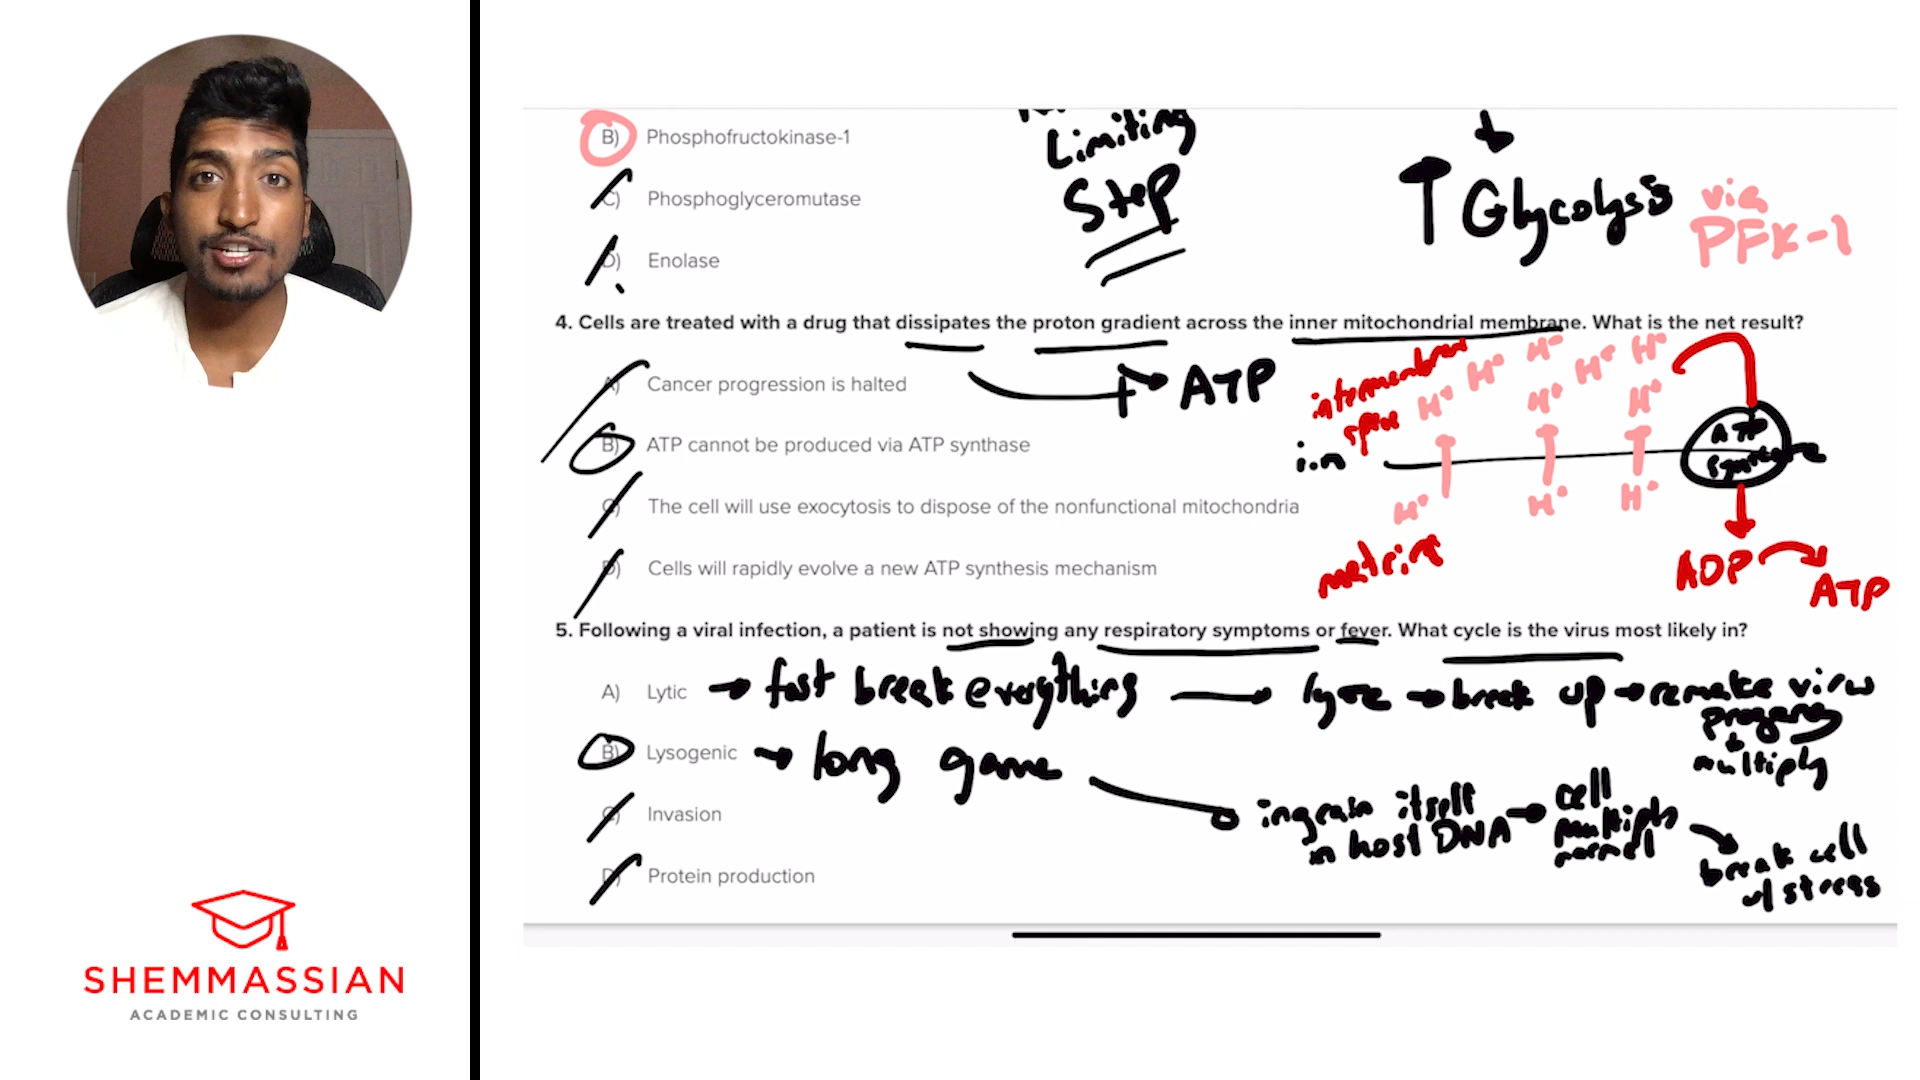 B) Phosphofructokinase-1
C) Phosphoglyceromutase
D) Enolase
Limiting
Step
↑ Glycolysis
via
PFK-1
4. Cells are treated with a drug that dissipates the proton gradient across the inner mitochondrial membrane. What is the net result?
A) Cancer progression is halted
B) ATP cannot be produced via ATP synthase
C) The cell will use exocytosis to dispose of the nonfunctional mitochondria
D) Cells will rapidly evolve a new ATP synthesis mechanism
ATP
space
i.m
H+ H+ H+ H+
H+ H+ H+
H+ H+ H+
matrix
ATP
ADP
ATP
5. Following a viral infection, a patient is not showing any respiratory symptoms or fever. What cycle is the virus most likely in?
A) Lytic → fast break everything → lyse → break up → remake virus
progeny
+
multiply
B) Lysogenic → long game
ingrain itself
in host DNA → cell
multiply
normal
break cell
w/ stress
C) Invasion
D) Protein production
SHEMMASSIAN
ACADEMIC CONSULTING